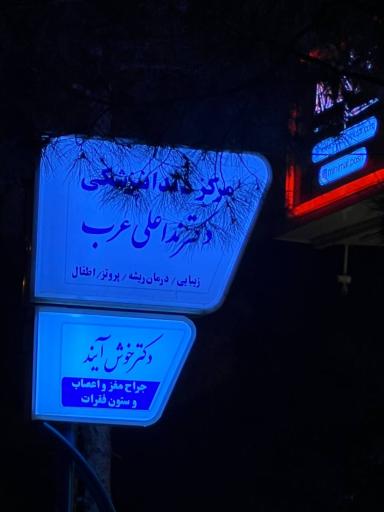 مرکز دندانپزشکی
دکتر ندا علی عرب
زیبایی/ درمان ریشه/ پروتز/ اطفال
دکتر خوش آیند
جراح مغز و اعصاب
و ستون فقرات